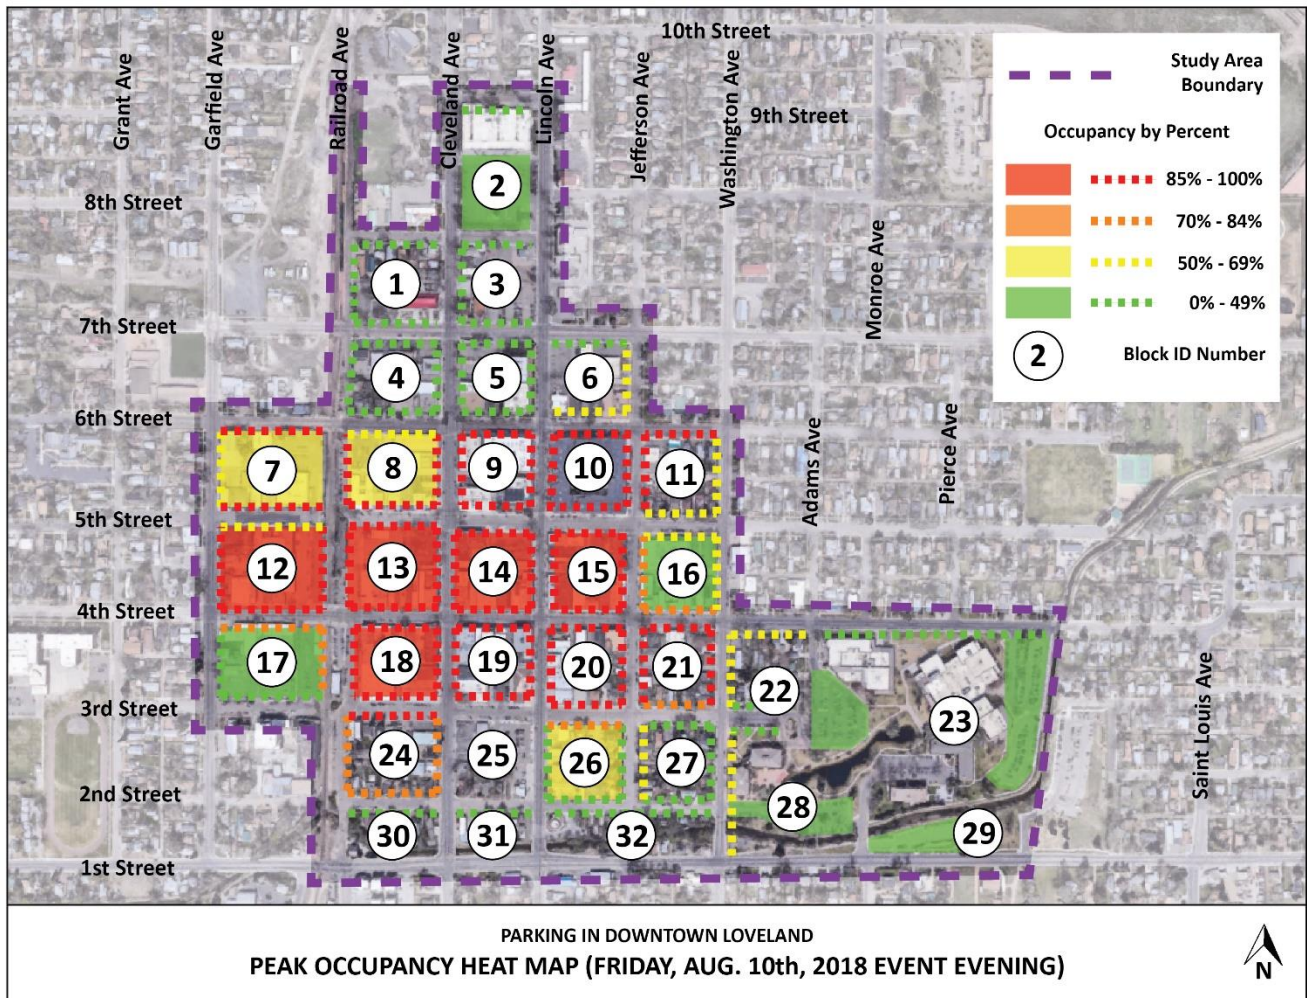 10th Street
Grant Ave
Garfield Ave
Railroad Ave
Cleveland Ave
Lincoln Ave
Jefferson Ave
Washington Ave
9th Street
Study Area
Boundary
Occupancy by Percent
85% - 100%
70% - 84%
50% - 69%
0% - 49%
2
Block ID Number
8th Street
2
Monroe Ave
1
3
7th Street
4
5
6
6th Street
Adams Ave
Pierce Ave
7
8
9
10
11
5th Street
12
13
14
15
16
4th Street
17
18
19
20
21
22
23
Saint Louis Ave
3rd Street
24
25
26
27
2nd Street
28
29
30
31
32
1st Street
PARKING IN DOWNTOWN LOVELAND
PEAK OCCUPANCY HEAT MAP (FRIDAY, AUG. 10th, 2018 EVENT EVENING)
N